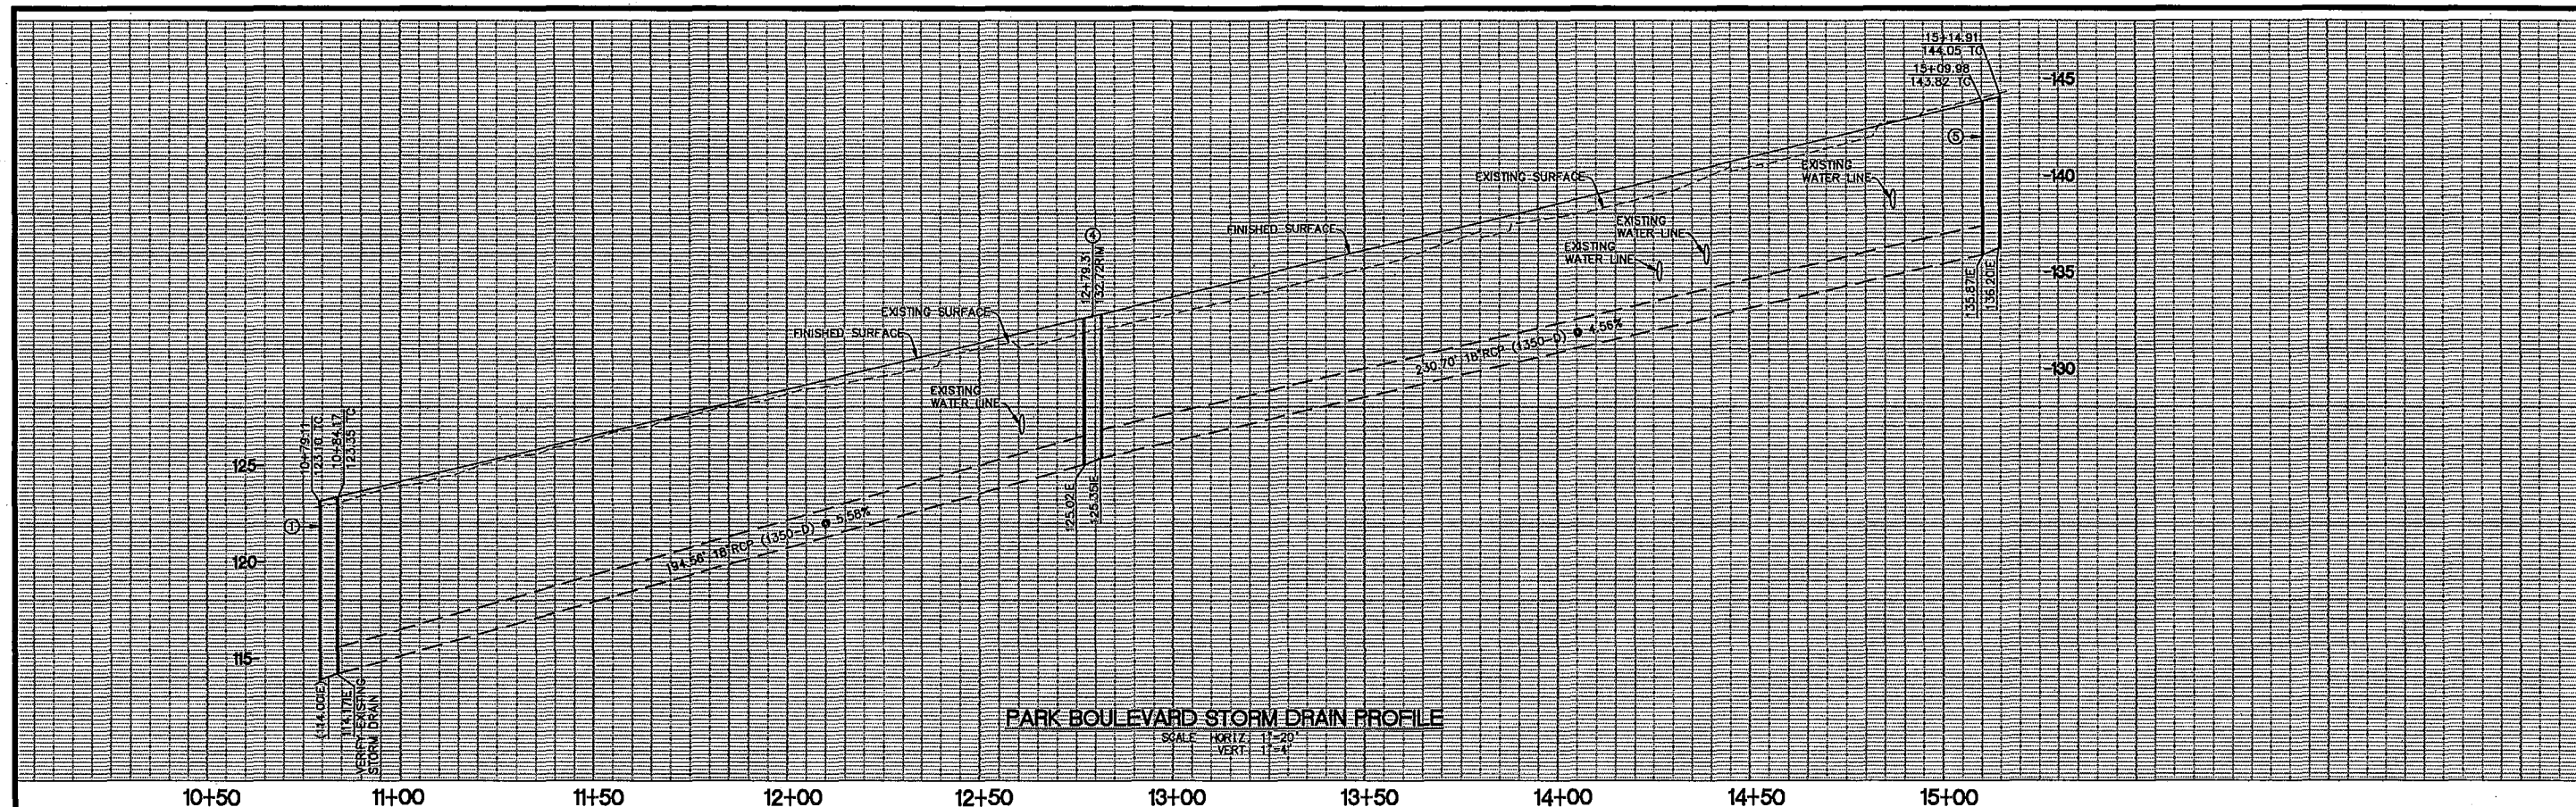 15+14.91
144.05 TC
15+09.98
143.82 TC
-145
5
EXISTING
WATER LINE
-140
EXISTING SURFACE
EXISTING
WATER LINE
FINISHED SURFACE
EXISTING
WATER LINE
4
12+79.31
132.72RIM
-135
135.87IE
136.20IE
EXISTING SURFACE
FINISHED SURFACE
230.70' 18"RCP (1350-D) @ 4.56%
-130
EXISTING
WATER LINE
10+79.11
123.10 TC
10+84.17
123.35 TC
125-
125.02IE
125.35IE
1
194.56' 18"RCP (1350-D) @ 5.58%
120-
115-
(114.00IE)
114.17IE
VERIFY EXISTING
STORM DRAIN
PARK BOULEVARD STORM DRAIN PROFILE
SCALE HORIZ. 1"=20'
VERT. 1"=4'
10+50 11+00 11+50 12+00 12+50 13+00 13+50 14+00 14+50 15+00